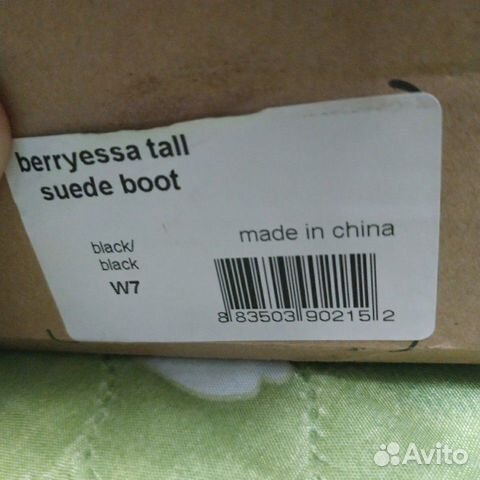 berryessa tall
suede boot
black/
black
W7
made in china
8 83503 90215 2
Avito